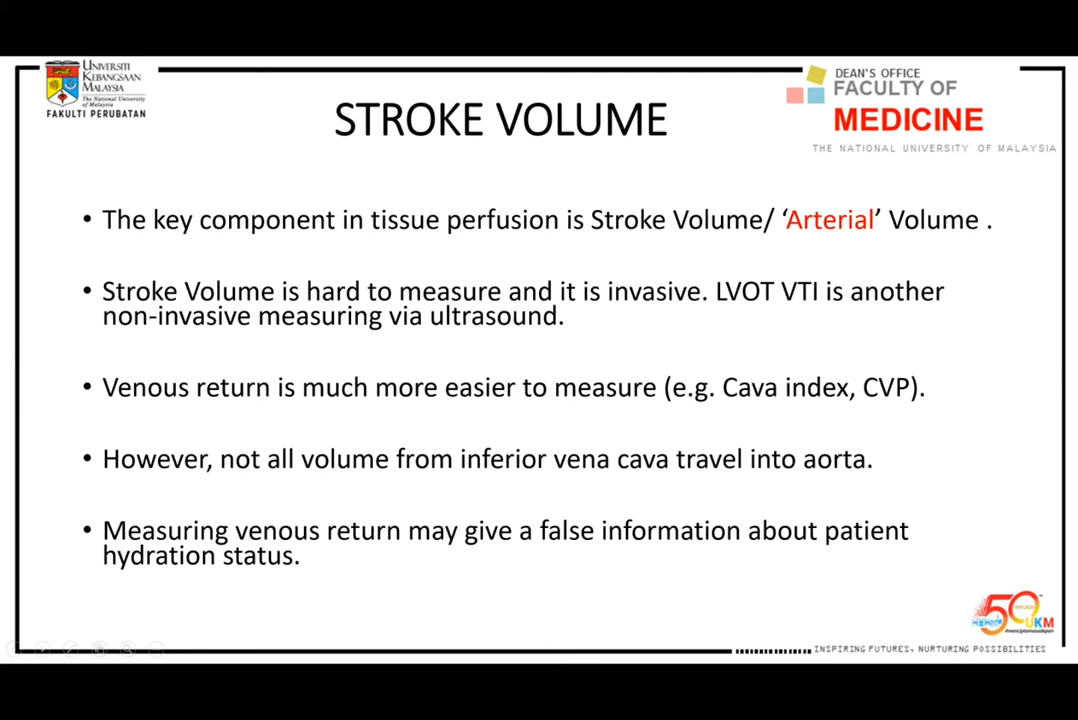 UNIVERSITI
KEBANGSAAN
MALAYSIA
The National University
of Malaysia
FAKULTI PERUBATAN
DEAN'S OFFICE
FACULTY OF
MEDICINE
THE NATIONAL UNIVERSITY OF MALAYSIA
STROKE VOLUME
• The key component in tissue perfusion is Stroke Volume/ ‘Arterial’ Volume .
• Stroke Volume is hard to measure and it is invasive. LVOT VTI is another
non-invasive measuring via ultrasound.
• Venous return is much more easier to measure (e.g. Cava index, CVP).
• However, not all volume from inferior vena cava travel into aorta.
• Measuring venous return may give a false information about patient
hydration status.
50
UKM
INSPIRING FUTURES, NURTURING POSSIBILITIES